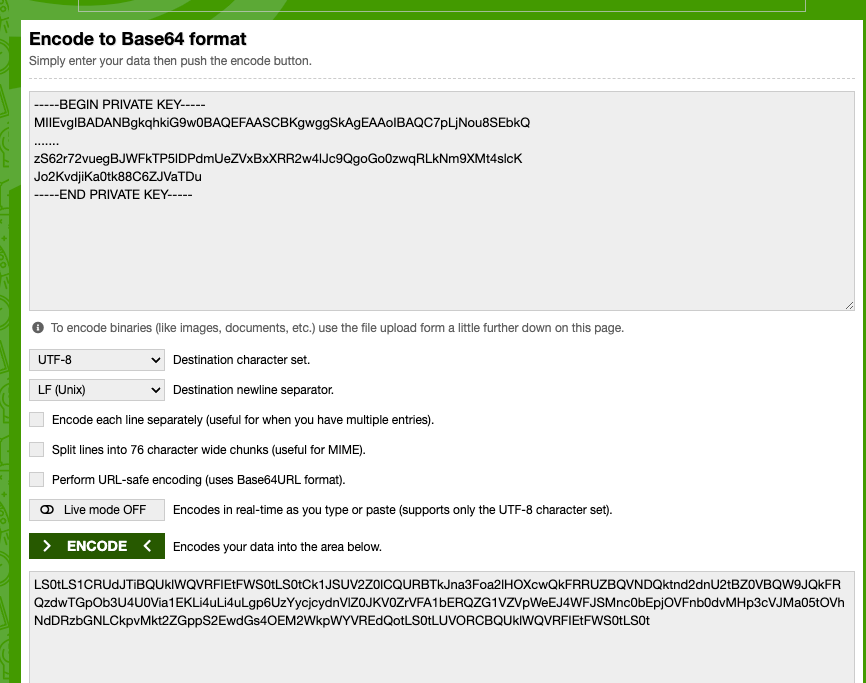 Encode to Base64 format
Simply enter your data then push the encode button.
-----BEGIN PRIVATE KEY-----
MIIEvgIBADANBgkqhkiG9w0BAQEFAASCBKgwggSkAgEAAoIBAQC7pLjNou8SEbkQ
.......
zS62r72vuegBJWFkTP5lDPdmUeZVxBxXRR2w4lJc9QgoGo0zwqRLkNm9XMt4slcK
Jo2KvdjiKa0tk88C6ZJVaTDu
-----END PRIVATE KEY-----
To encode binaries (like images, documents, etc.) use the file upload form a little further down on this page.
UTF-8 Destination character set.
LF (Unix) Destination newline separator.
Encode each line separately (useful for when you have multiple entries).
Split lines into 76 character wide chunks (useful for MIME).
Perform URL-safe encoding (uses Base64URL format).
Live mode OFF Encodes in real-time as you type or paste (supports only the UTF-8 character set).
> ENCODE < Encodes your data into the area below.
LS0tLS1CRUdJTiBQUklWQVRFIEtFWS0tLS0tCk1JSUV2Z0lCQURBTkJna3Foa2lHOXcwQkFRRUZBQVNDQktnd2dnU2tBZ0VBQW9JQkFR
QzdwTGpOb3U4U0Via1EKLi4uLi4uLgp6UzYycjcydnVlZ0JKV0ZrVFA1bERQZG1VZVpWeEJ4WFJSMnc0bEpjOVFnb0dvMHp3cVJMa05tOVh
NdDRzbGNLCkpvMkt2ZGppS2EwdGs4OEM2WkpWYVREdQotLS0tLUVORCBQUklWQVRFIEtFWS0tLS0t